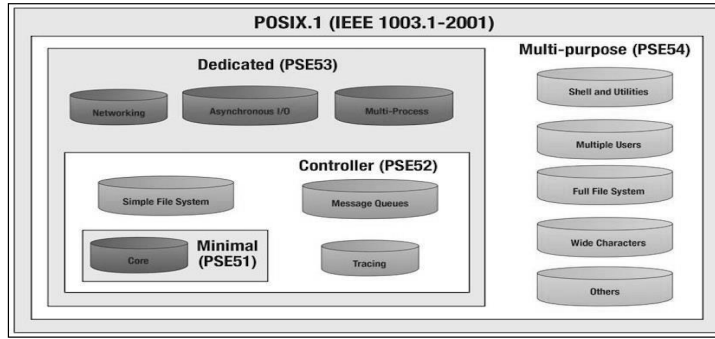 POSIX.1 (IEEE 1003.1-2001)
Dedicated (PSE53)
Networking
Asynchronous I/O
Multi-Process
Controller (PSE52)
Simple File System
Message Queues
Minimal
(PSE51)
Core
Tracing
Multi-purpose (PSE54)
Shell and Utilities
Multiple Users
Full File System
Wide Characters
Others